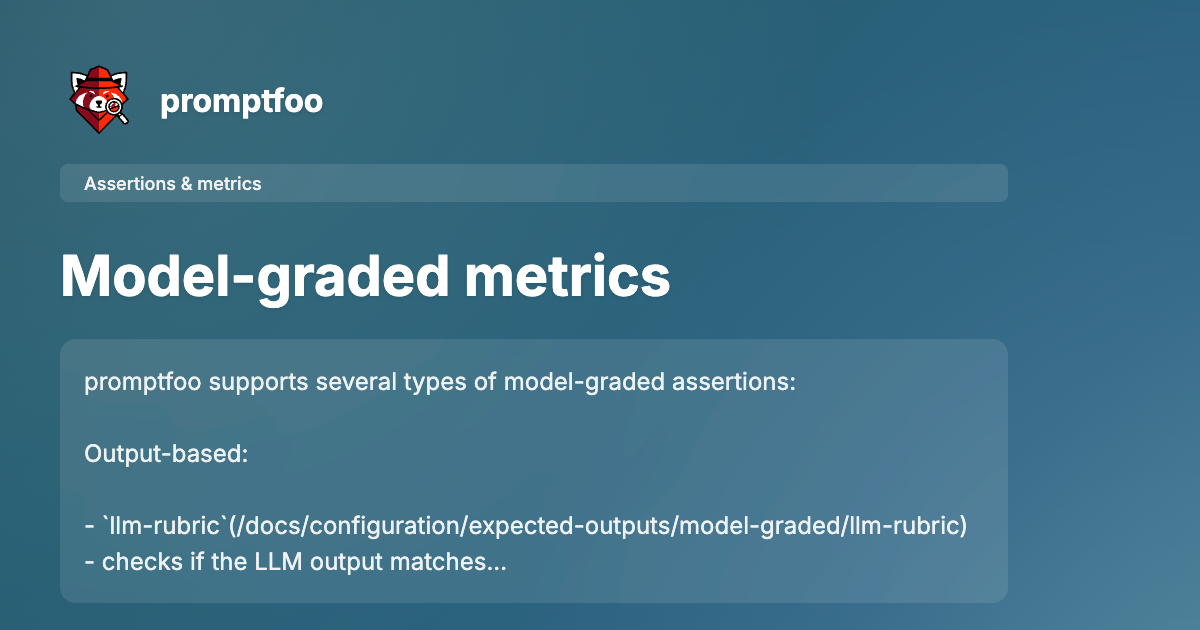 promptfoo
Assertions & metrics
Model-graded metrics
promptfoo supports several types of model-graded assertions:
Output-based:
- `llm-rubric`(/docs/configuration/expected-outputs/model-graded/llm-rubric)
- checks if the LLM output matches...